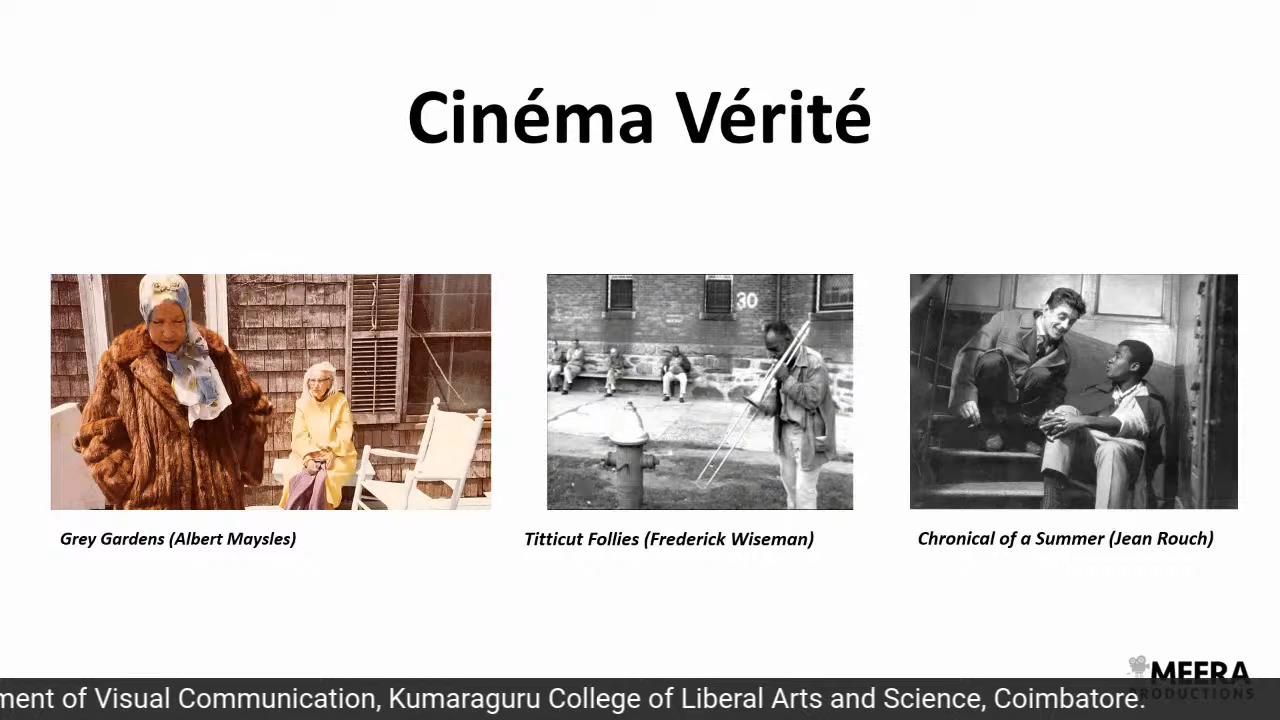 Cinéma Vérité
30
Grey Gardens (Albert Maysles)
Titticut Follies (Frederick Wiseman)
Chronical of a Summer (Jean Rouch)
MEERA
PRODUCTIONS
ment of Visual Communication, Kumaraguru College of Liberal Arts and Science, Coimbatore.